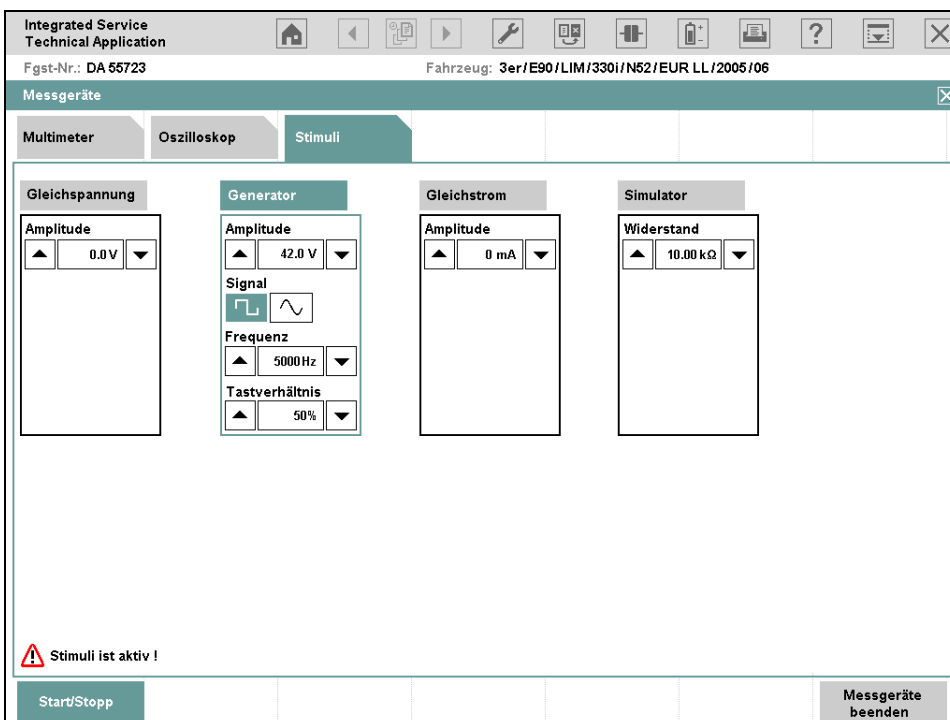 Integrated Service
Technical Application
?
Fgst-Nr.: DA 55723
Fahrzeug: 3er/E90/LIM/330i/N52/EUR LL/2005/06
Messgeräte
Multimeter
Oszilloskop
Stimuli
Gleichspannung
Amplitude
0.0 V
Generator
Amplitude
42.0 V
Signal
Frequenz
5000Hz
Tastverhältnis
50%
Gleichstrom
Amplitude
0 mA
Simulator
Widerstand
10.00 kΩ
Stimuli ist aktiv !
Start/Stopp
Messgeräte
beenden